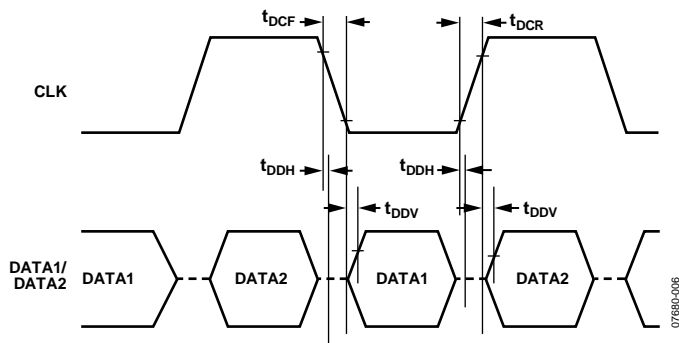 tDCF
tDCR
CLK
tDDH
tDDH
tDDV
tDDV
DATA1/
DATA2
DATA1
DATA2
DATA1
DATA2
07680-006